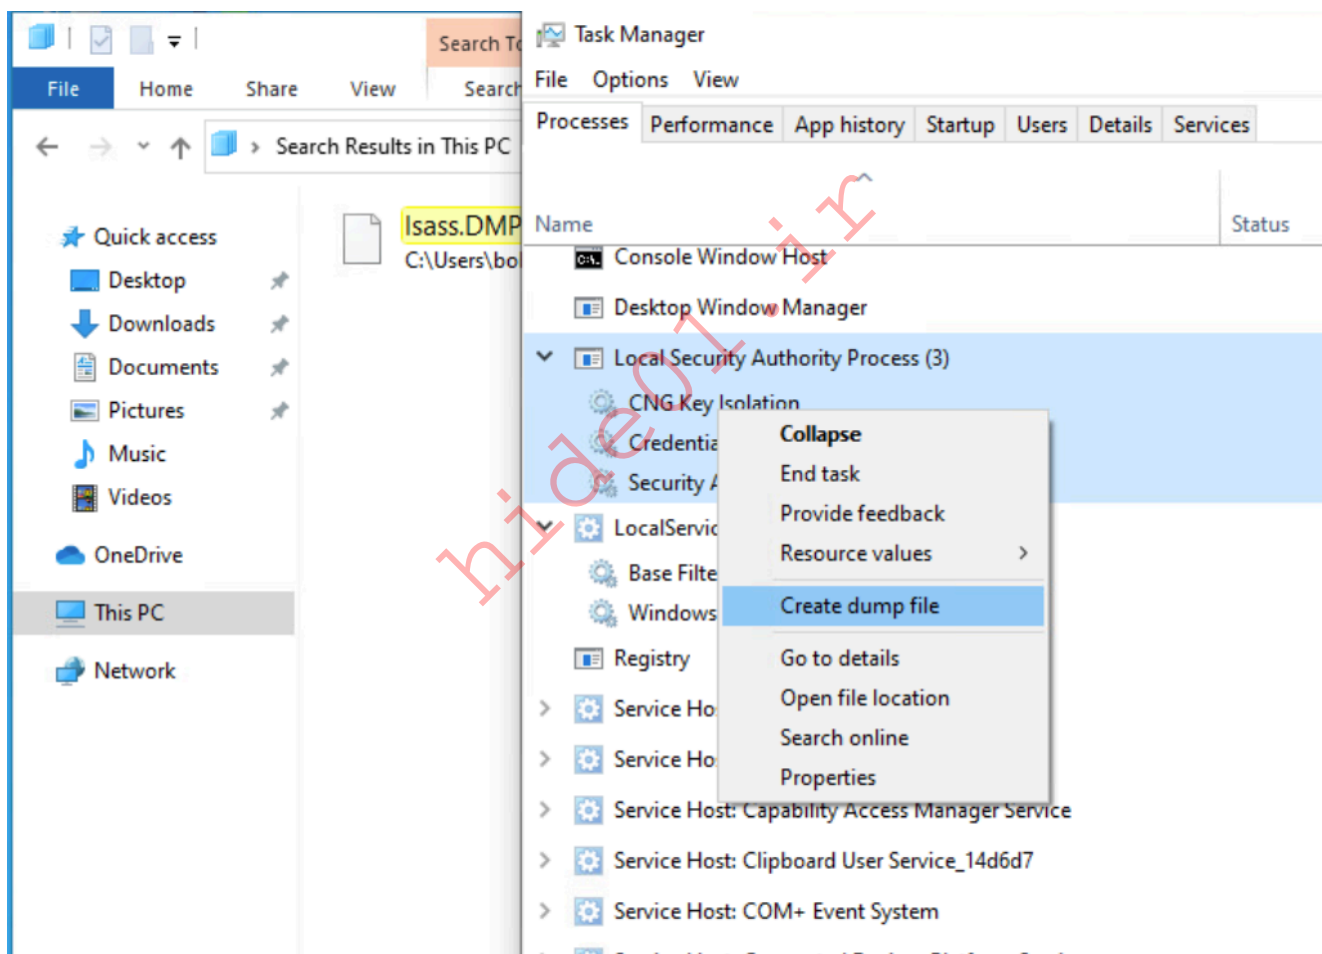 Search To
File
Home
Share
View
Search
Search Results in This PC
Quick access
Desktop
Downloads
Documents
Pictures
Music
Videos
OneDrive
This PC
Network
lsass.DMP
C:\Users\bo
Task Manager
File Options View
Processes Performance App history Startup Users Details Services
Name Status
Console Window Host
Desktop Window Manager
Local Security Authority Process (3)
CNG Key Isolation
Credentia
Security A
LocalServic
Base Filte
Windows
Registry
Service Ho
Service Ho
Service Host: Capability Access Manager Service
Service Host: Clipboard User Service_14d6d7
Service Host: COM+ Event System
Collapse
End task
Provide feedback
Resource values
Create dump file
Go to details
Open file location
Search online
Properties
hide01.ir